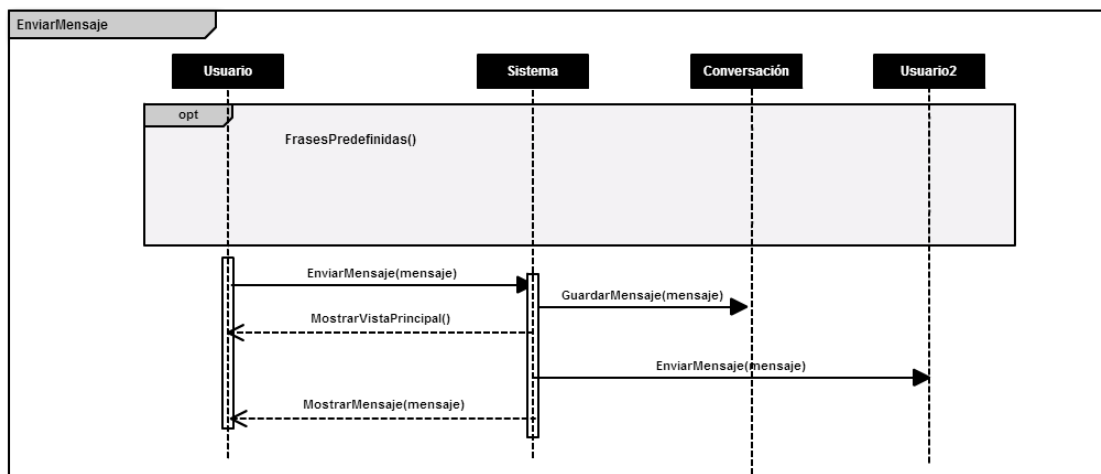 EnviarMensaje
Usuario
Sistema
Conversación
Usuario2
opt
FrasesPredefinidas()
EnviarMensaje(mensaje)
GuardarMensaje(mensaje)
MostrarVistaPrincipal()
EnviarMensaje(mensaje)
MostrarMensaje(mensaje)